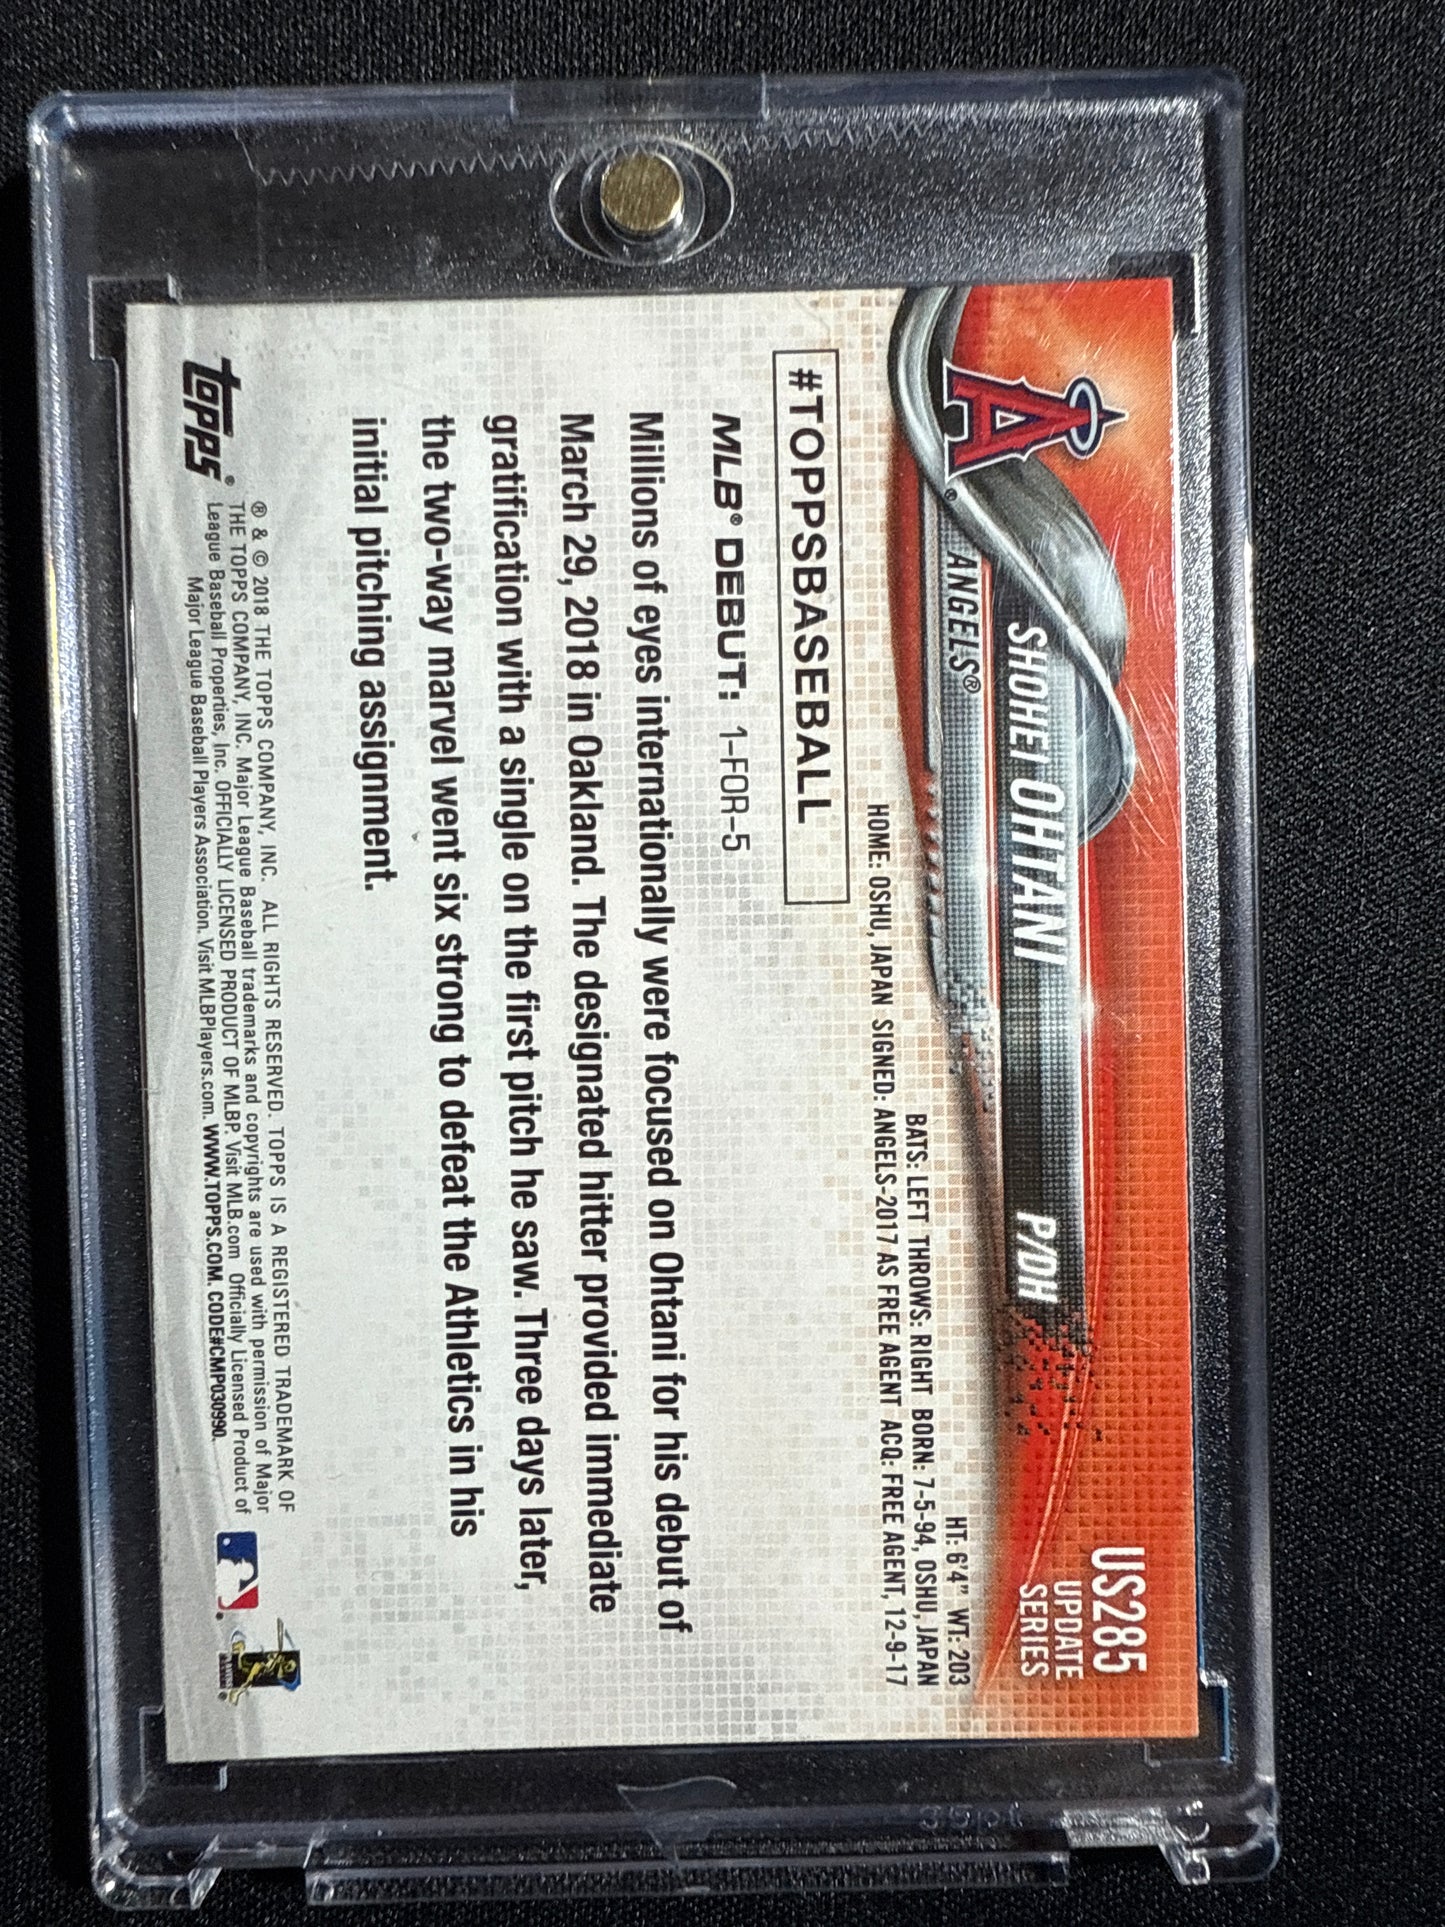 US285
UPDATE
SERIES
A®
SHOHEI OHTANI P/DH
ANGELS®
HT: 6'4" WT: 203
BATS: LEFT THROWS: RIGHT BORN: 7-5-94, OSHU, JAPAN
HOME: OSHU, JAPAN SIGNED: ANGELS-2017 AS FREE AGENT ACQ: FREE AGENT, 12-9-17
#TOPPSBASEBALL
MLB® DEBUT: 1-FOR-5
Millions of eyes internationally were focused on Ohtani for his debut of
March 29, 2018 in Oakland. The designated hitter provided immediate
gratification with a single on the first pitch he saw. Three days later,
the two-way marvel went six strong to defeat the Athletics in his
initial pitching assignment.
topps®
® & © 2018 THE TOPPS COMPANY, INC. ALL RIGHTS RESERVED. TOPPS IS A REGISTERED TRADEMARK OF
THE TOPPS COMPANY, INC. Major League Baseball trademarks and copyrights are used with permission of Major
League Baseball Properties, Inc. OFFICIALLY LICENSED PRODUCT OF MLBP. Visit MLB.com Officially Licensed Product of
Major League Baseball Players Association. Visit MLBPlayers.com. WWW.TOPPS.COM. CODE#CMP030990.